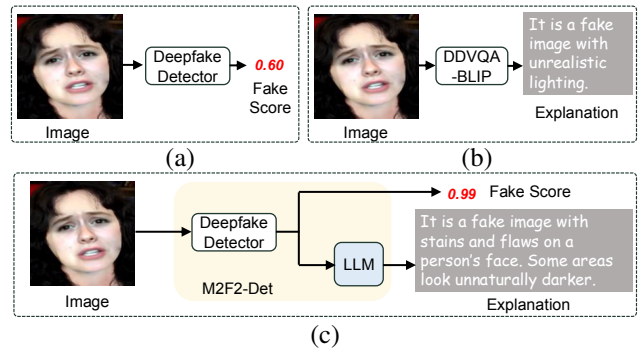 Image
Deepfake
Detector
0.60
Fake
Score
(a)
Image
DDVQA
-BLIP
It is a fake
image with
unrealistic
lighting.
Explanation
(b)
Image
Deepfake
Detector
M2F2-Det
LLM
0.99 Fake Score
It is a fake image with
stains and flaws on a
person's face. Some areas
look unnaturally darker.
Explanation
(c)